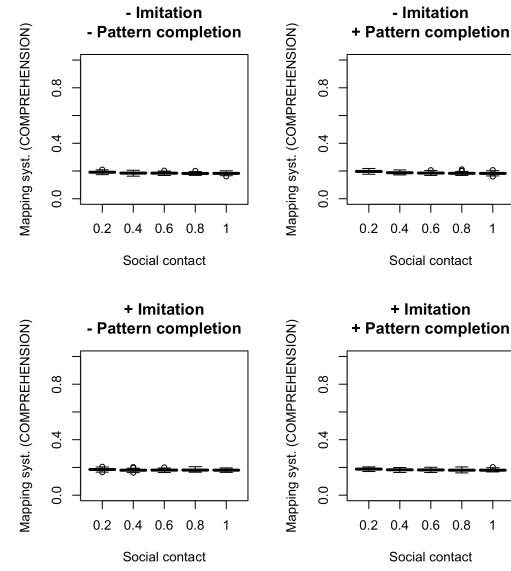 - Imitation
- Pattern completion
Mapping syst. (COMPREHENSION)
0.8
0.4
0.0
0.2 0.4 0.6 0.8 1
Social contact
- Imitation
+ Pattern completion
Mapping syst. (COMPREHENSION)
0.8
0.4
0.0
0.2 0.4 0.6 0.8 1
Social contact
+ Imitation
- Pattern completion
Mapping syst. (COMPREHENSION)
0.8
0.4
0.0
0.2 0.4 0.6 0.8 1
Social contact
+ Imitation
+ Pattern completion
Mapping syst. (COMPREHENSION)
0.8
0.4
0.0
0.2 0.4 0.6 0.8 1
Social contact